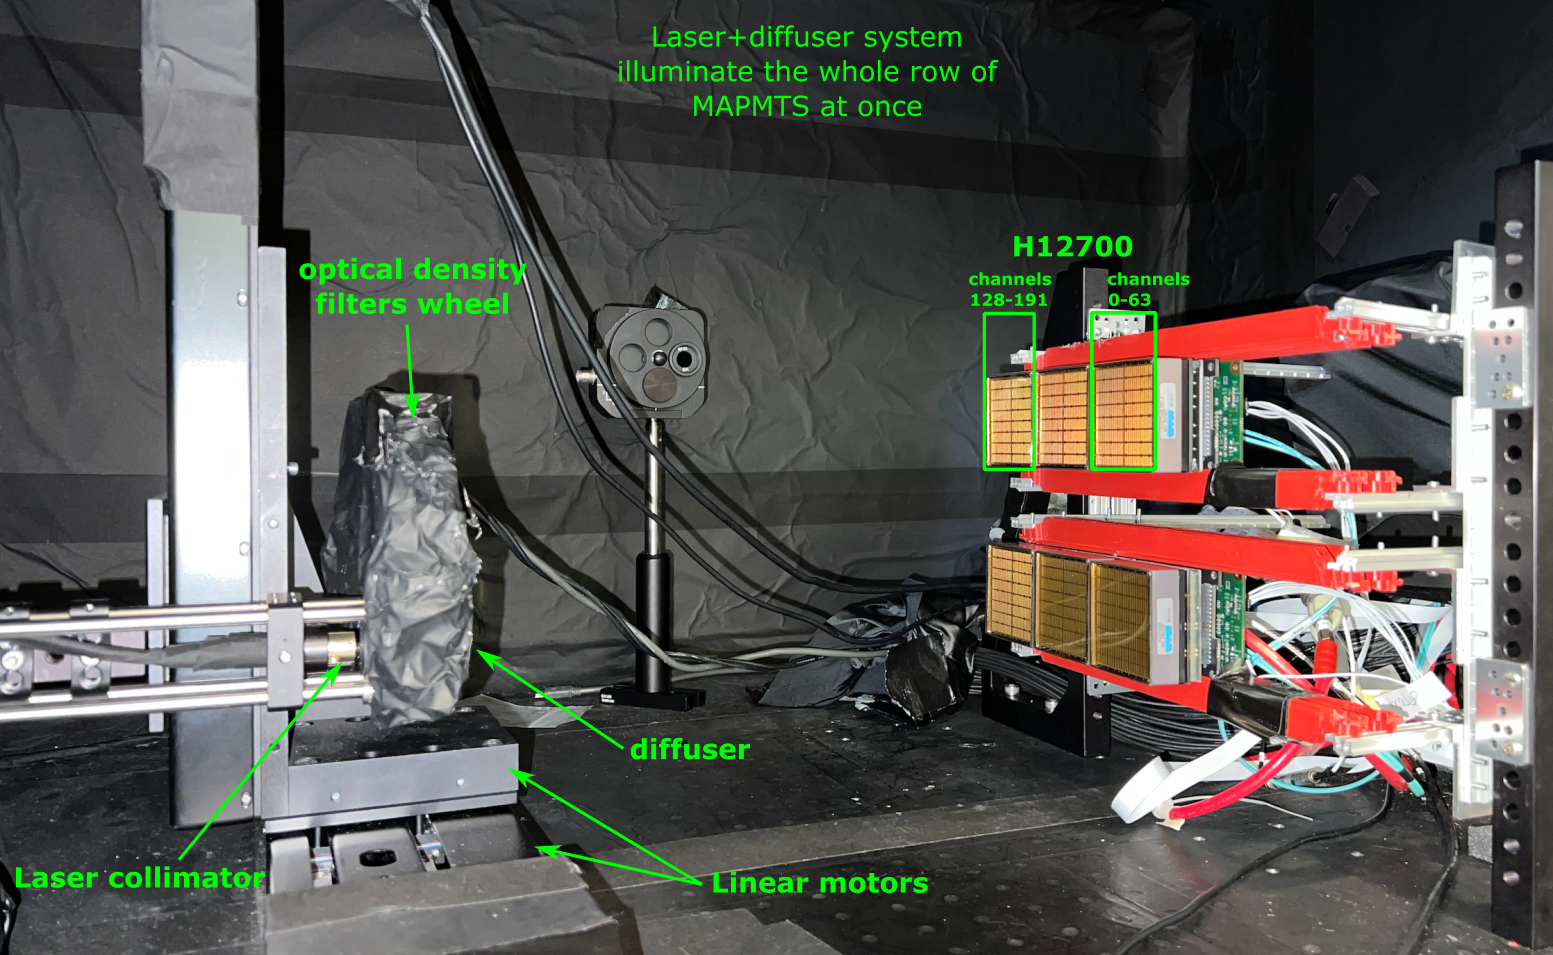 Laser+diffuser system
illuminate the whole row of
MAPMTS at once
H12700
channels
128-191
channels
0-63
optical density
filters wheel
diffuser
Laser collimator
Linear motors